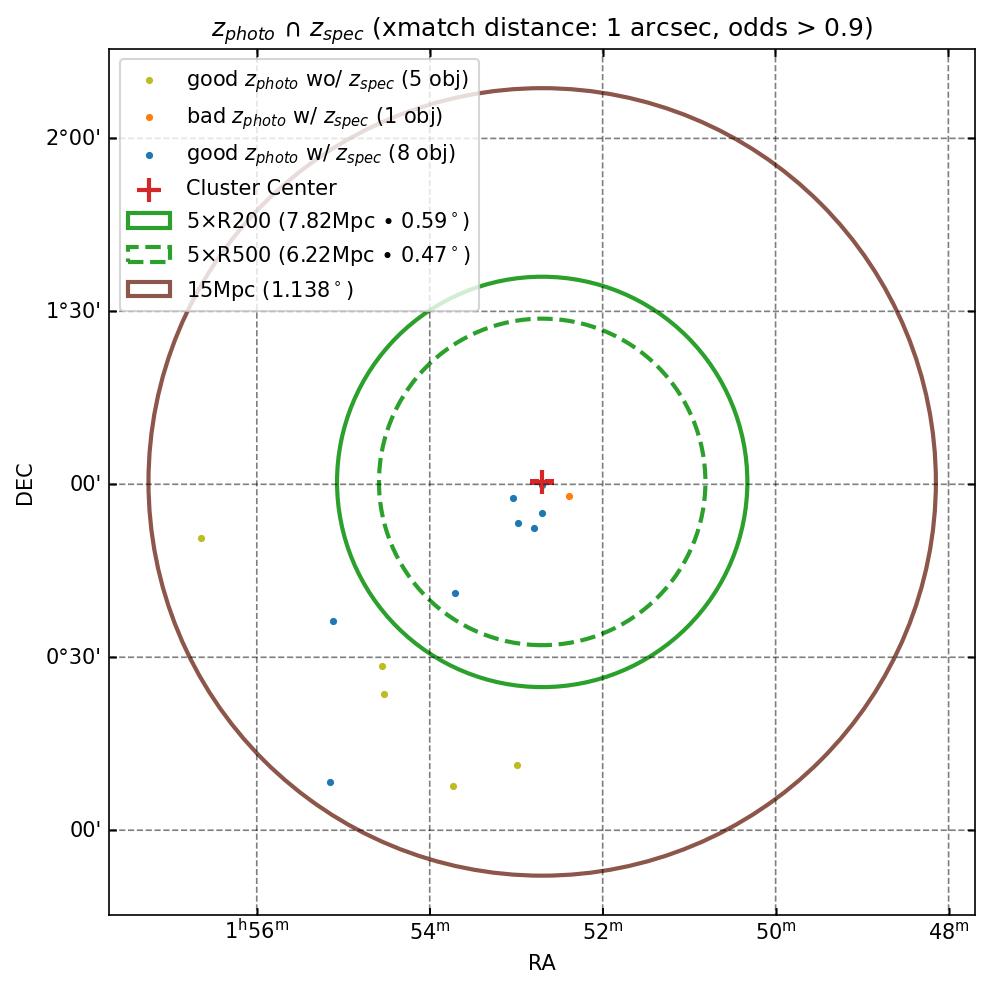 z_photo ∩ z_spec (xmatch distance: 1 arcsec, odds > 0.9)
good z_photo wo/ z_spec (5 obj)
bad z_photo w/ z_spec (1 obj)
good z_photo w/ z_spec (8 obj)
Cluster Center
5×R200 (7.82Mpc • 0.59°)
5×R500 (6.22Mpc • 0.47°)
15Mpc (1.138°)
2°00'
1°30'
00'
0°30'
00'
DEC
1ʰ56ᵐ 54ᵐ 52ᵐ 50ᵐ 48ᵐ
RA